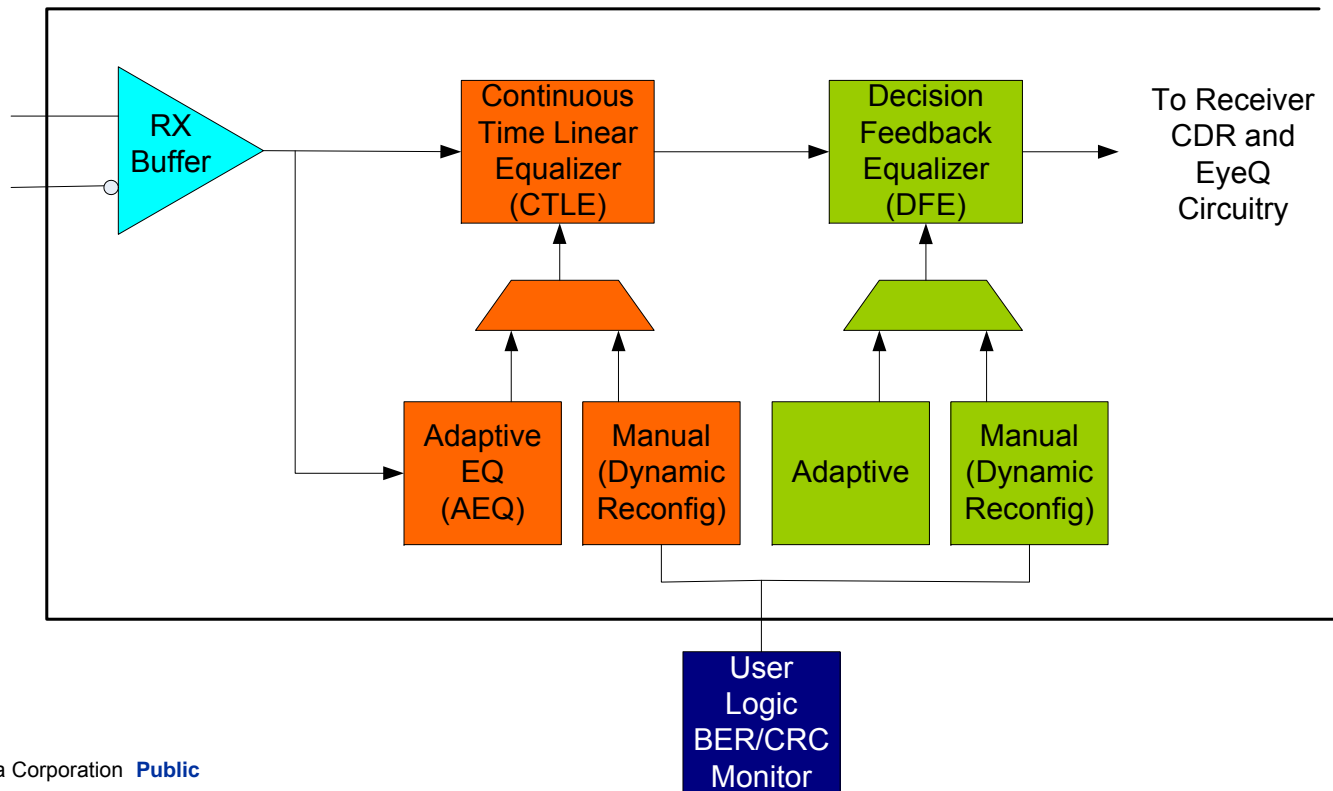 RX
Buffer
Continuous
Time Linear
Equalizer
(CTLE)
Decision
Feedback
Equalizer
(DFE)
To Receiver
CDR and
EyeQ
Circuitry
Adaptive
EQ
(AEQ)
Manual
(Dynamic
Reconfig)
Adaptive
Manual
(Dynamic
Reconfig)
User
Logic
BER/CRC
Monitor
a Corporation Public